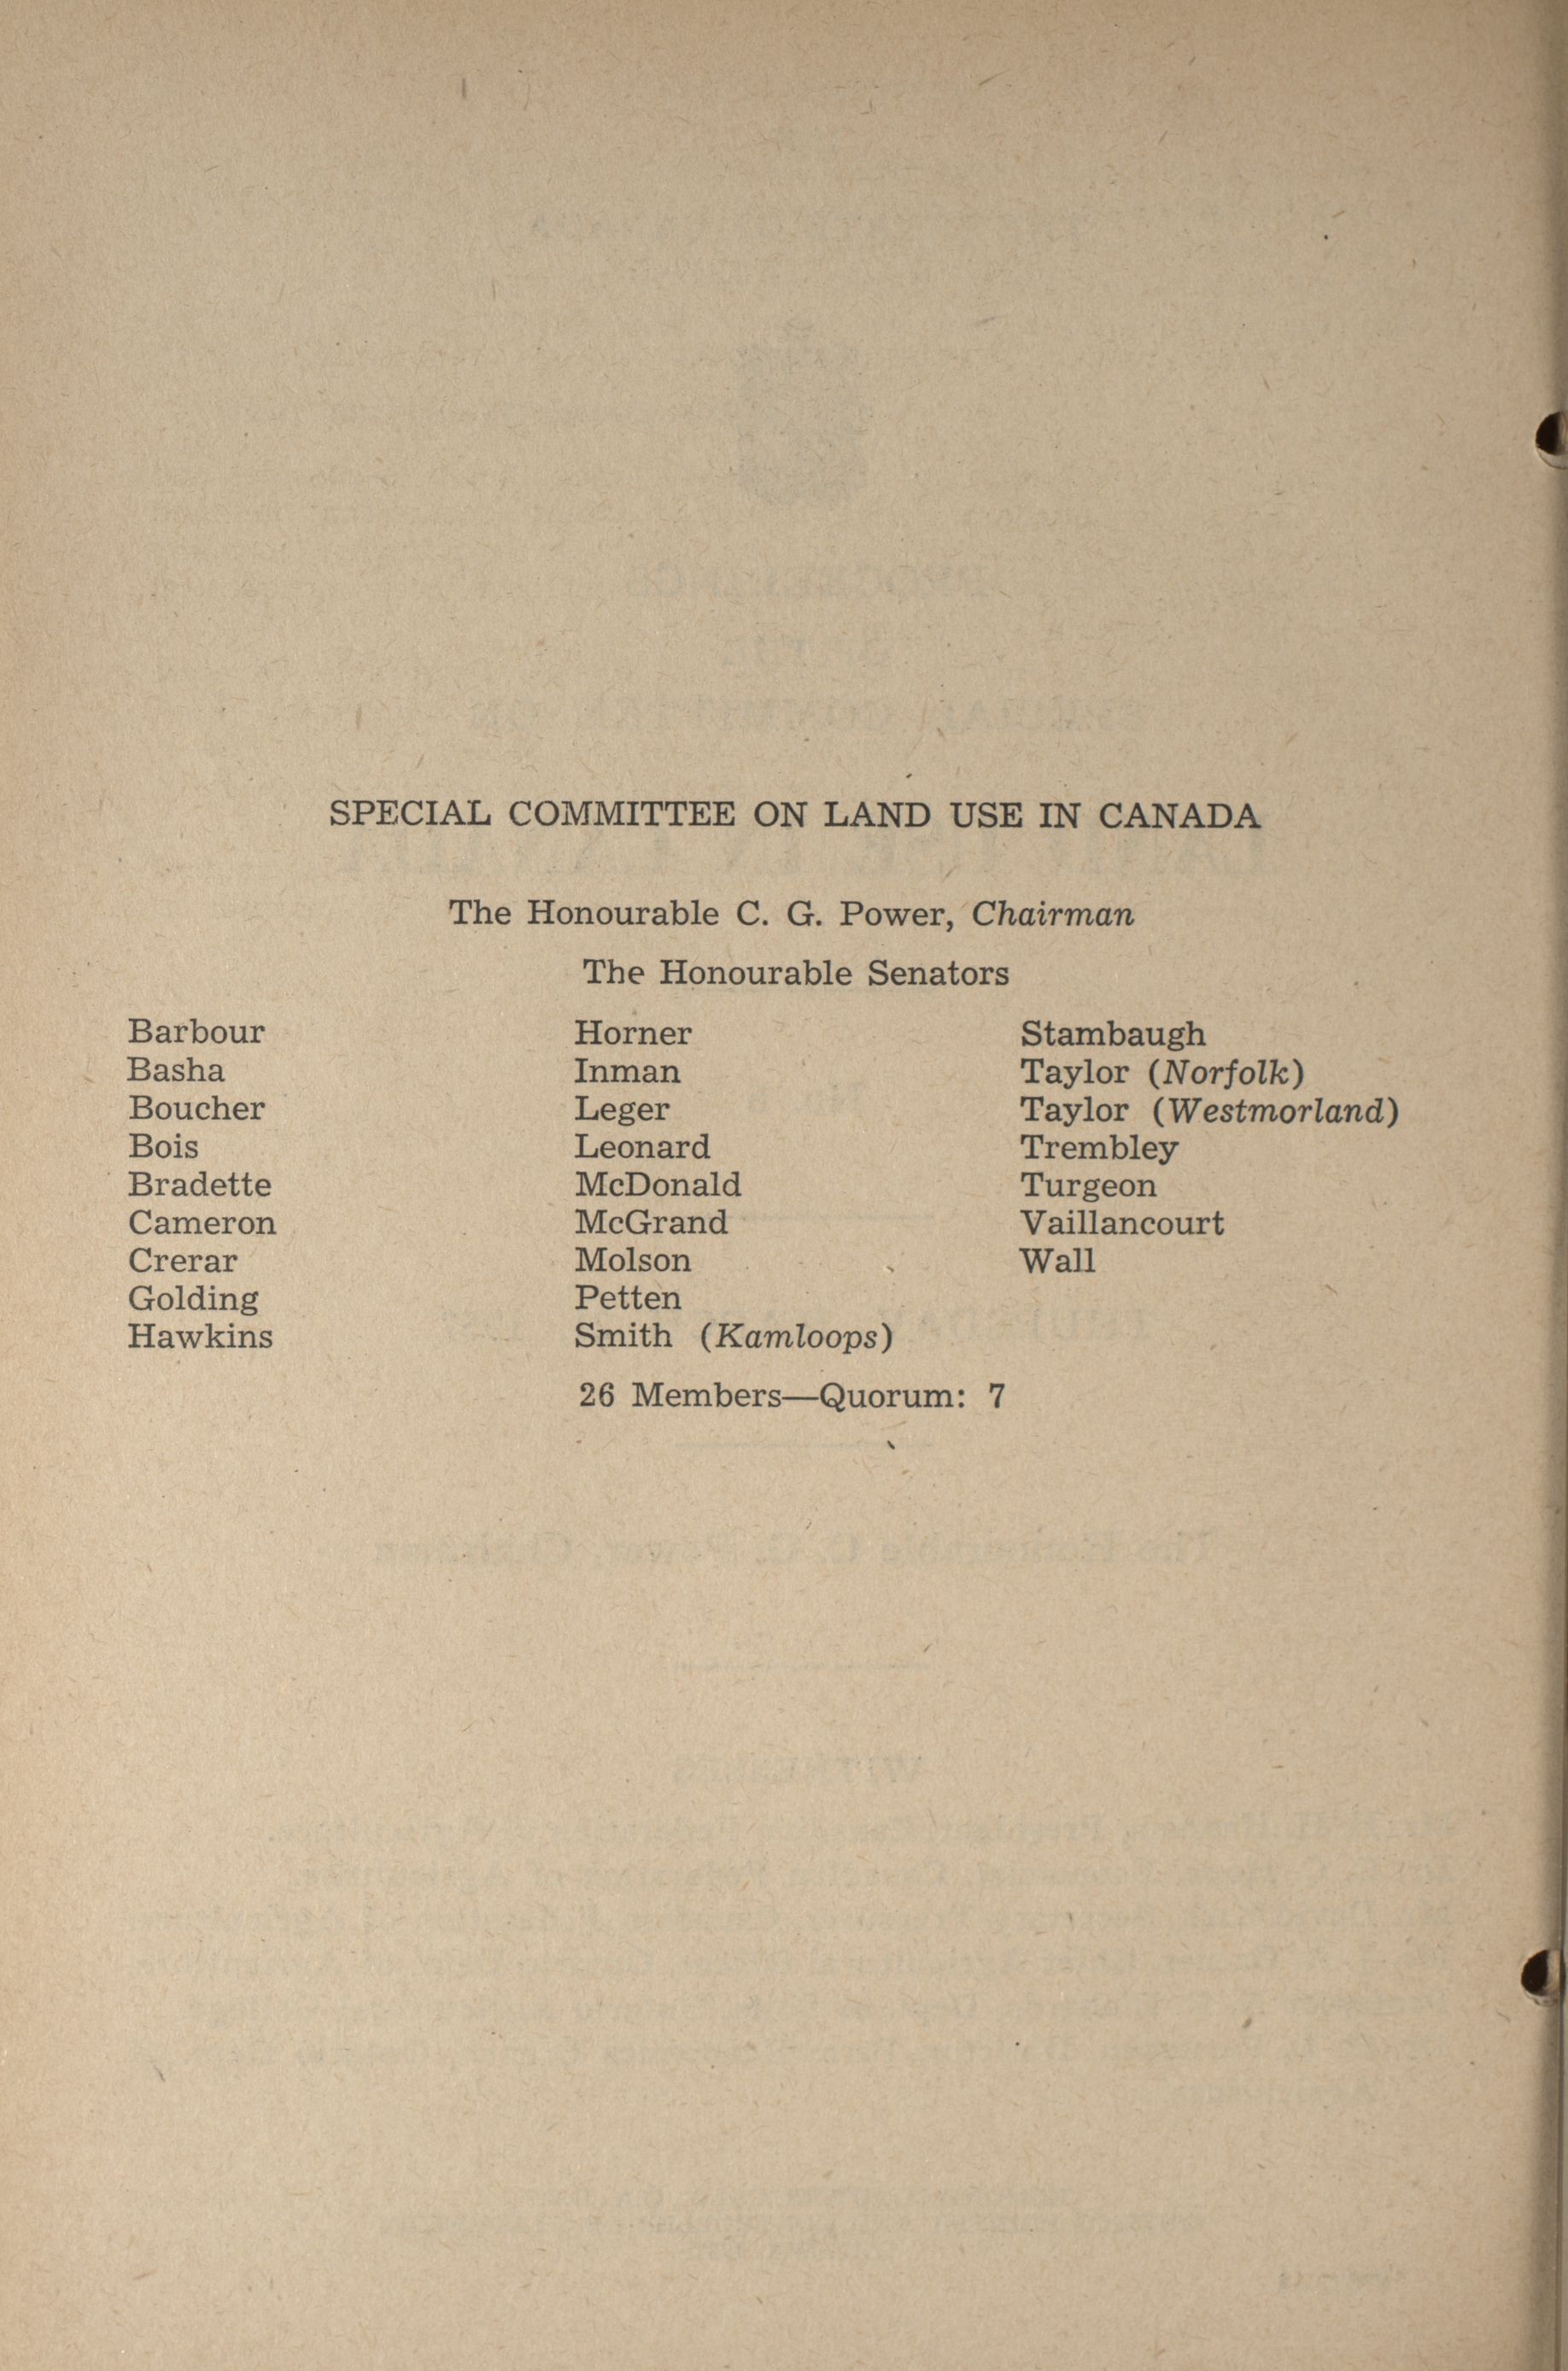 SPECIAL COMMITTEE ON LAND USE IN CANADA
The Honourable C. G. Power, Chairman
The Honourable Senators
Barbour
Basha
Boucher
Bois
Bradette
Cameron
Crerar
Golding
Hawkins
Horner
Inman
Leger
Leonard
McDonald
McGrand
Molson
Petten
Smith (Kamloops)
Stambaugh
Taylor (Norfolk)
Taylor (Westmorland)
Trembley
Turgeon
Vaillancourt
Wall
26 Members—Quorum: 7